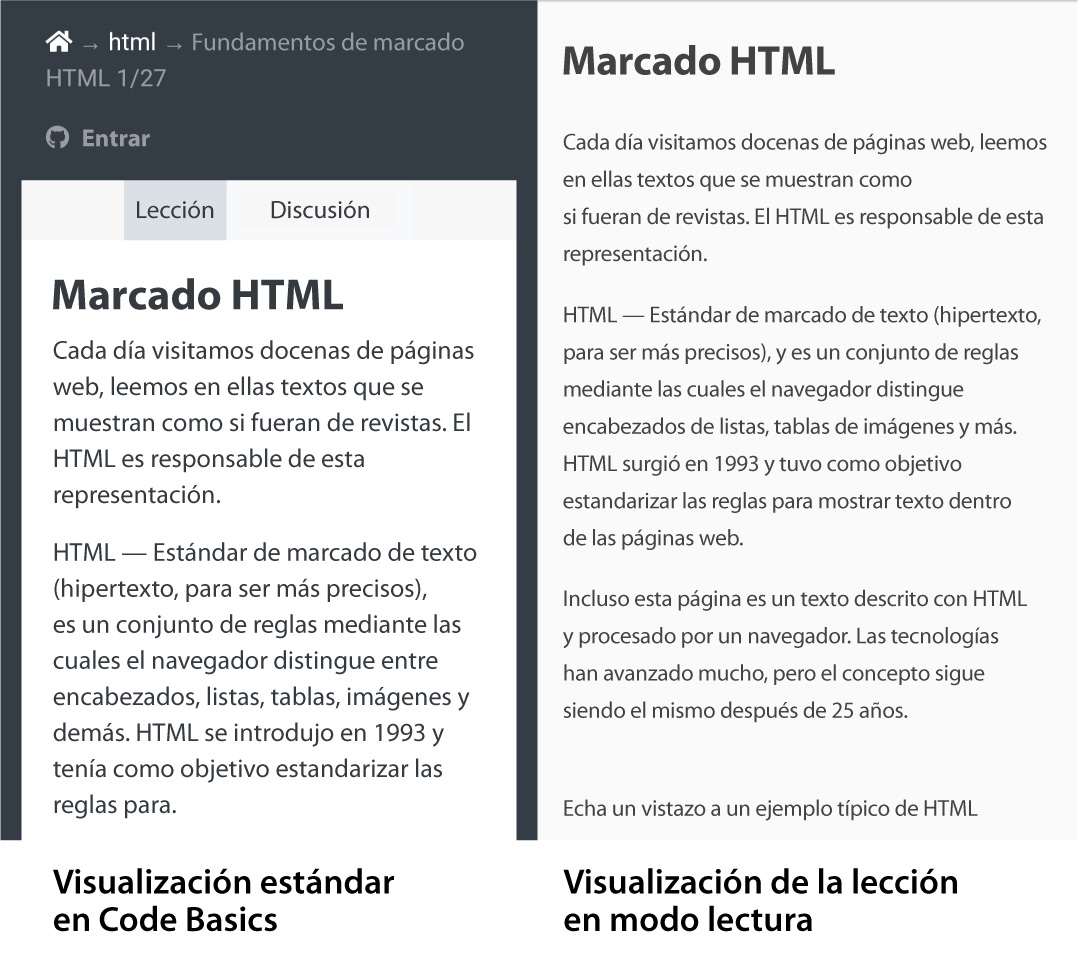 → html → Fundamentos de marcado
HTML 1/27
Entrar
Lección Discusión
Marcado HTML
Cada día visitamos docenas de páginas
web, leemos en ellas textos que se
muestran como si fueran de revistas. El
HTML es responsable de esta
representación.
HTML — Estándar de marcado de texto
(hipertexto, para ser más precisos),
es un conjunto de reglas mediante las
cuales el navegador distingue entre
encabezados, listas, tablas, imágenes y
demás. HTML se introdujo en 1993 y
tenía como objetivo estandarizar las
reglas para.
Visualización estándar
en Code Basics
Marcado HTML
Cada día visitamos docenas de páginas web, leemos
en ellas textos que se muestran como
si fueran de revistas. El HTML es responsable de esta
representación.
HTML — Estándar de marcado de texto (hipertexto,
para ser más precisos), y es un conjunto de reglas
mediante las cuales el navegador distingue
encabezados de listas, tablas de imágenes y más.
HTML surgió en 1993 y tuvo como objetivo
estandarizar las reglas para mostrar texto dentro
de las páginas web.
Incluso esta página es un texto descrito con HTML
y procesado por un navegador. Las tecnologías
han avanzado mucho, pero el concepto sigue
siendo el mismo después de 25 años.
Echa un vistazo a un ejemplo típico de HTML
Visualización de la lección
en modo lectura